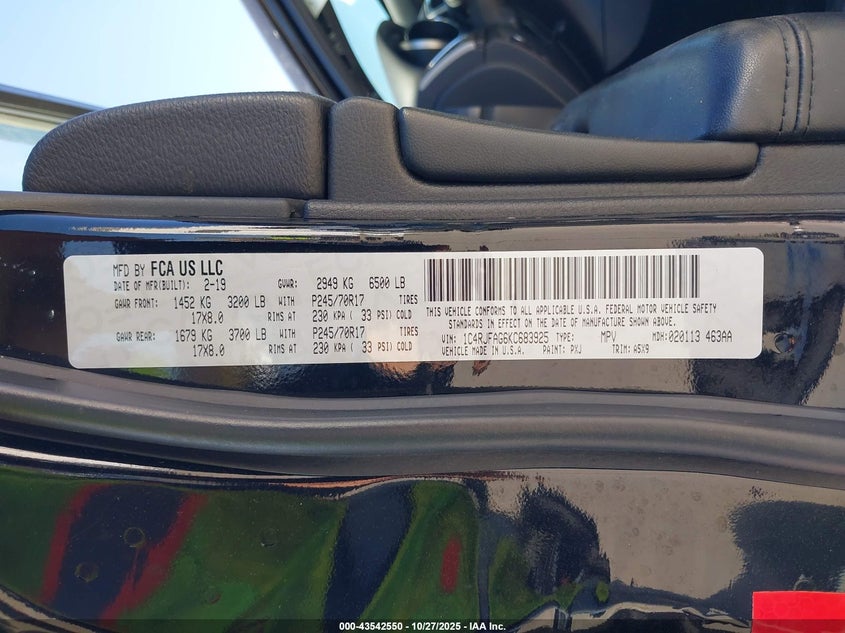 MFD BY FCA US LLC
DATE OF MFR(BUILT): 2-19 GVWR: 2949 KG 6500 LB
GAWR FRONT: 1452 KG 3200 LB WITH P245/70R17 TIRES
17X8.0 RIMS AT 230 KPA ( 33 PSI) COLD
GAWR REAR: 1679 KG 3700 LB WITH P245/70R17 TIRES
17X8.0 RIMS AT 230 KPA ( 33 PSI) COLD
THIS VEHICLE CONFORMS TO ALL APPLICABLE U.S.A. FEDERAL MOTOR VEHICLE SAFETY
STANDARDS IN EFFECT ON THE DATE OF MANUFACTURE SHOWN ABOVE.
VIN: 1C4RJFAG6KC683925 TYPE: MPV MDH: 020113 463AA
MADE IN U.S.A. PAINT: PXJ TRIM: A5X9
000-43542550 | 10/27/2025 - IAA Inc.